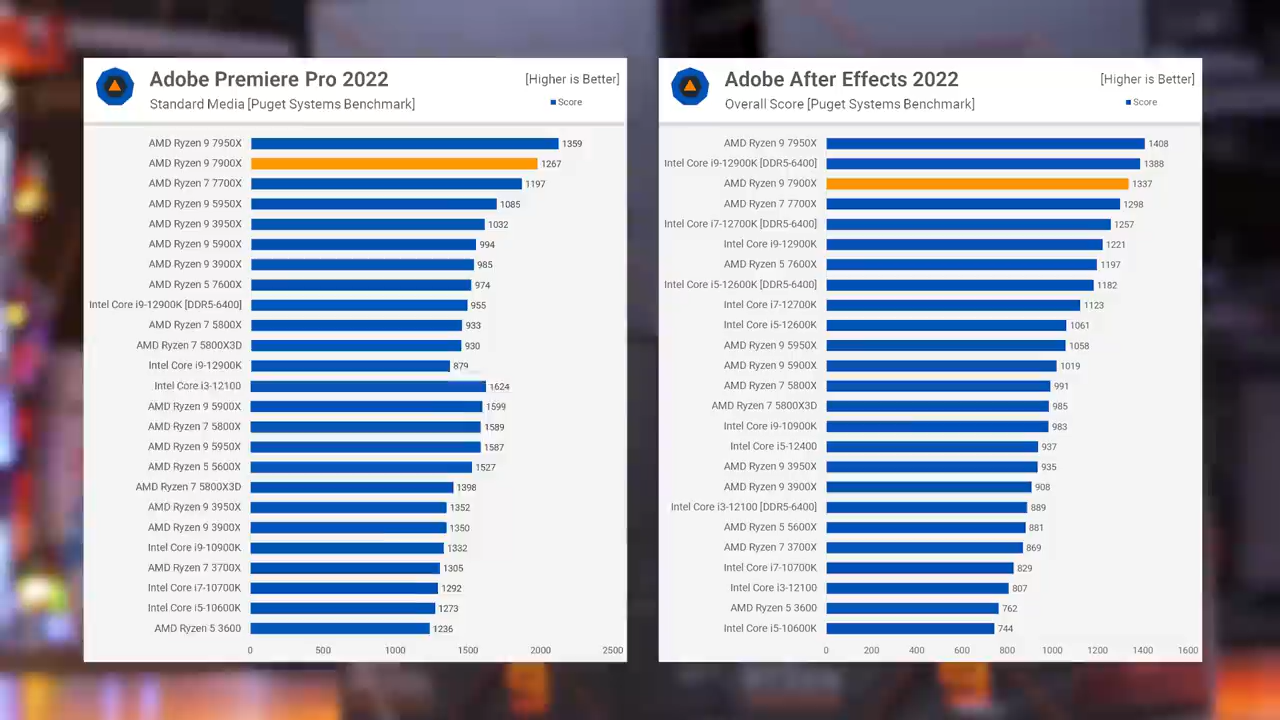 Adobe Premiere Pro 2022
[Higher is Better]
Standard Media [Puget Systems Benchmark]
Score
AMD Ryzen 9 7950X 1359
AMD Ryzen 9 7900X 1267
AMD Ryzen 7 7700X 1197
AMD Ryzen 9 5950X 1085
AMD Ryzen 9 3950X 1032
AMD Ryzen 9 5900X 994
AMD Ryzen 9 3900X 985
AMD Ryzen 5 7600X 974
Intel Core i9-12900K [DDR5-6400] 955
AMD Ryzen 7 5800X 933
AMD Ryzen 7 5800X3D 930
Intel Core i9-12900K 879
Intel Core i3-12100 1624
AMD Ryzen 9 5900X 1599
AMD Ryzen 7 5800X 1589
AMD Ryzen 9 5950X 1587
AMD Ryzen 5 5600X 1527
AMD Ryzen 7 5800X3D 1398
AMD Ryzen 9 3950X 1352
AMD Ryzen 9 3900X 1350
Intel Core i9-10900K 1332
AMD Ryzen 7 3700X 1305
Intel Core i7-10700K 1292
Intel Core i5-10600K 1273
AMD Ryzen 5 3600 1236
0 500 1000 1500 2000 2500
Adobe After Effects 2022
[Higher is Better]
Overall Score [Puget Systems Benchmark]
Score
AMD Ryzen 9 7950X 1408
Intel Core i9-12900K [DDR5-6400] 1388
AMD Ryzen 9 7900X 1337
AMD Ryzen 7 7700X 1298
Intel Core i7-12700K [DDR5-6400] 1257
Intel Core i9-12900K 1221
AMD Ryzen 5 7600X 1197
Intel Core i5-12600K [DDR5-6400] 1182
Intel Core i7-12700K 1123
Intel Core i5-12600K 1061
AMD Ryzen 9 5950X 1058
AMD Ryzen 9 5900X 1019
AMD Ryzen 7 5800X 991
AMD Ryzen 7 5800X3D 985
Intel Core i9-10900K 983
Intel Core i5-12400 937
AMD Ryzen 9 3950X 935
AMD Ryzen 9 3900X 908
Intel Core i3-12100 [DDR5-6400] 889
AMD Ryzen 5 5600X 881
AMD Ryzen 7 3700X 869
Intel Core i7-10700K 829
Intel Core i3-12100 807
AMD Ryzen 5 3600 762
Intel Core i5-10600K 744
0 200 400 600 800 1000 1200 1400 1600